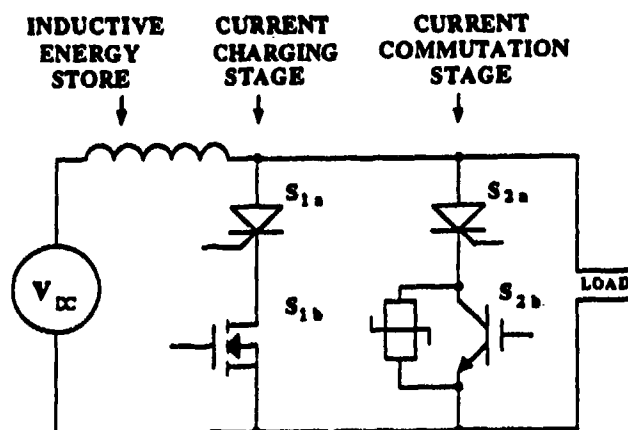 INDUCTIVE
ENERGY
STORE
CURRENT
CHARGING
STAGE
CURRENT
COMMUTATION
STAGE
S1a
S2a
VDC
S1b
S2b
LOAD